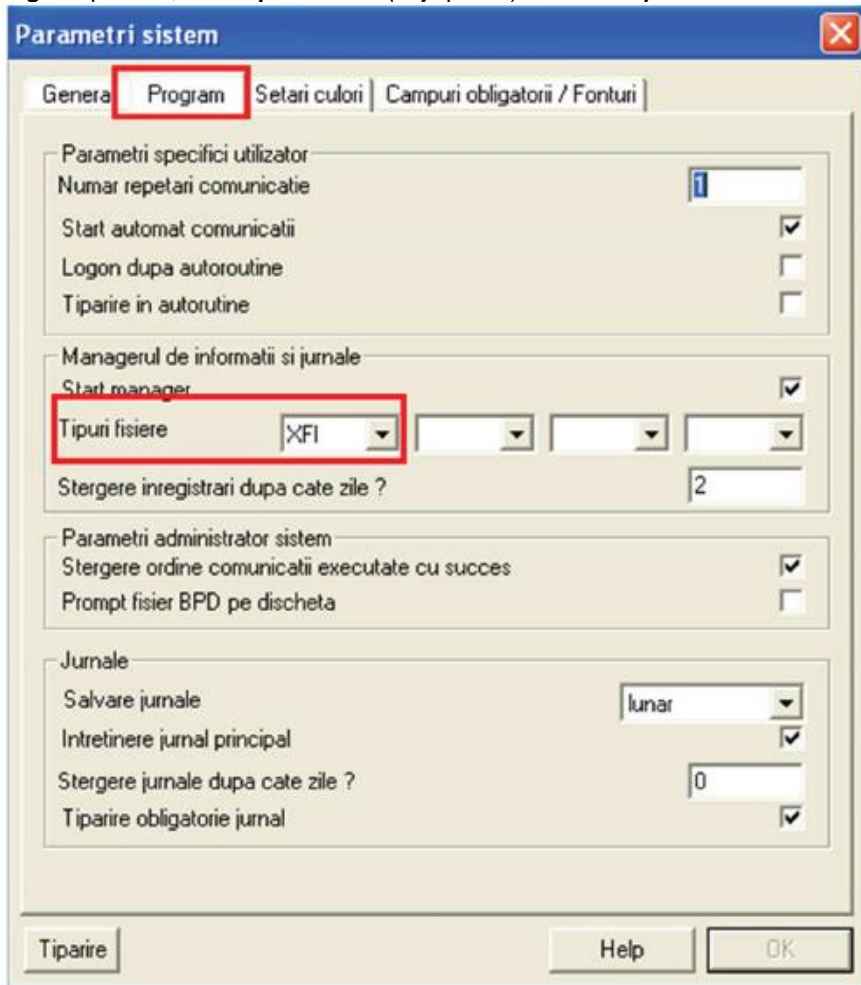 Parametri sistem
Genera Program Setari culori Campuri obligatorii / Fonturi
Parametri specifici utilizator
Numar repetari comunicatie 1
Start automat comunicatii
Logon dupa autoroutine
Tiparire in autorutine
Managerul de informatii si jurnale
Start manager
Tipuri fisiere XFI
Stergere inregistrari dupa cate zile ? 2
Parametri administrator sistem
Stergere ordine comunicatii executate cu succes
Prompt fisier BPD pe discheta
Jurnale
Salvare jurnale lunar
Intretinere jurnal principal
Stergere jurnale dupa cate zile ? 0
Tiparire obligatorie jurnal
Tiparire Help OK